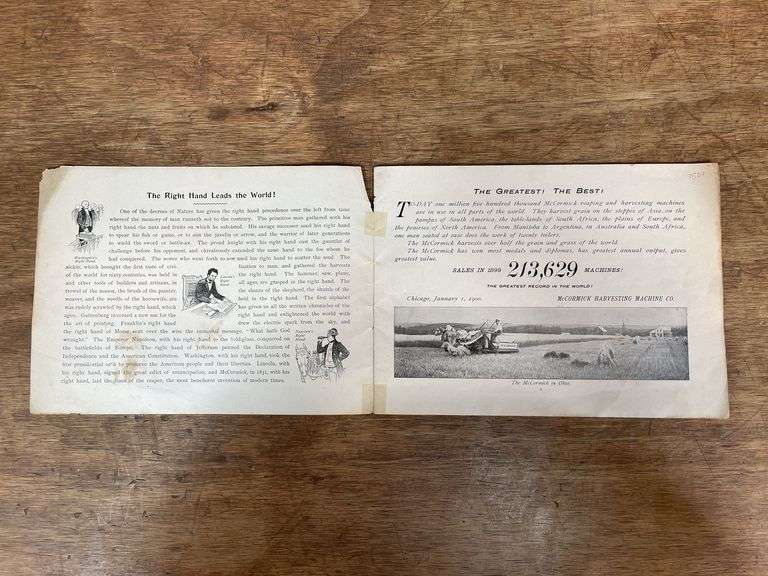 The Right Hand Leads the World!
One of the decrees of Nature has given the right hand precedence over the left from time
whereof the memory of man runneth not to the contrary. The primitive man gathered with his
right hand the nuts and fruits on which he subsisted. His savage successor used his right hand
to spear his fish or game, or to aim the javelin or arrow, and the warrior of later generations
to wield the sword or battleaxe. The proud knight with his right hand cast the gauntlet of
challenge before his opponent, and chivalrously extended the same hand to the foe whom he
had conquered. The sower who went forth to sow used his right hand to scatter the seed. The
Washington's
Right Hand
sickle, which brought the first taste of civilization to man, and gathered the harvests
of the world for many centuries, was held in the right hand. The hammer, saw, plane,
and other tools of builders and artisans, in all ages, are grasped in the right hand. The
trowel of the mason, the brush of the painter, the shears of the shepherd, the shuttle of the
weaver, and the needle of the housewife, are held in the right hand. The first alphabet
was rudely scrawled by the right hand, which has given us all the written chronicles of the
ages. Guttenberg invented a new use for the right hand and enlightened the world with
the art of printing. Franklin's right hand drew the electric spark from the sky, and
the right hand of Morse sent over the wire the immortal message, "What hath God
wrought." The Emperor Napoleon, with his right hand to the fieldglass, conquered on
the battlefields of Europe. The right hand of Jefferson penned the Declaration of
Independence and the American Constitution. Washington, with his right hand, took the
first presidential oath to preserve the American people and their liberties. Lincoln, with
his right hand, signed the great edict of emancipation, and McCormick, in 1831, with his
right hand, laid the lines of the reaper, the most beneficent invention of modern times.
Lincoln's
Right
Hand
Napoleon's
Right
Hand
The Greatest! The Best!
TODAY one million five hundred thousand McCormick reaping and harvesting machines
are in use in all parts of the world. They harvest grain on the steppes of Asia, on the
pampas of South America, the table-lands of South Africa, the plains of Europe, and
the prairies of North America. From Manitoba to Argentina, in Australia and South Africa,
one man seated at ease does the work of twenty toilers.
The McCormick harvests over half the grain and grass of the world.
The McCormick has won most medals and diplomas, has greatest annual output, gives
greatest value.
SALES IN 1899 213,629 MACHINES!
THE GREATEST RECORD IN THE WORLD!
Chicago, January 1, 1900. McCORMICK HARVESTING MACHINE CO.
The McCormick in Ohio.